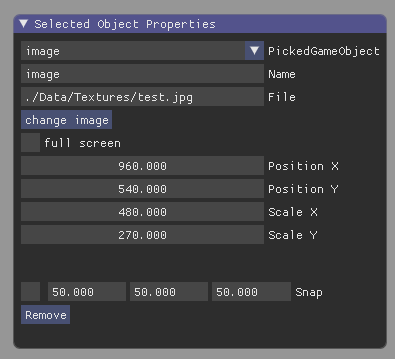 Selected Object Properties
image PickedGameObject
image Name
./Data/Textures/test.jpg File
change image
full screen
960.000 Position X
540.000 Position Y
480.000 Scale X
270.000 Scale Y
50.000 50.000 50.000 Snap
Remove